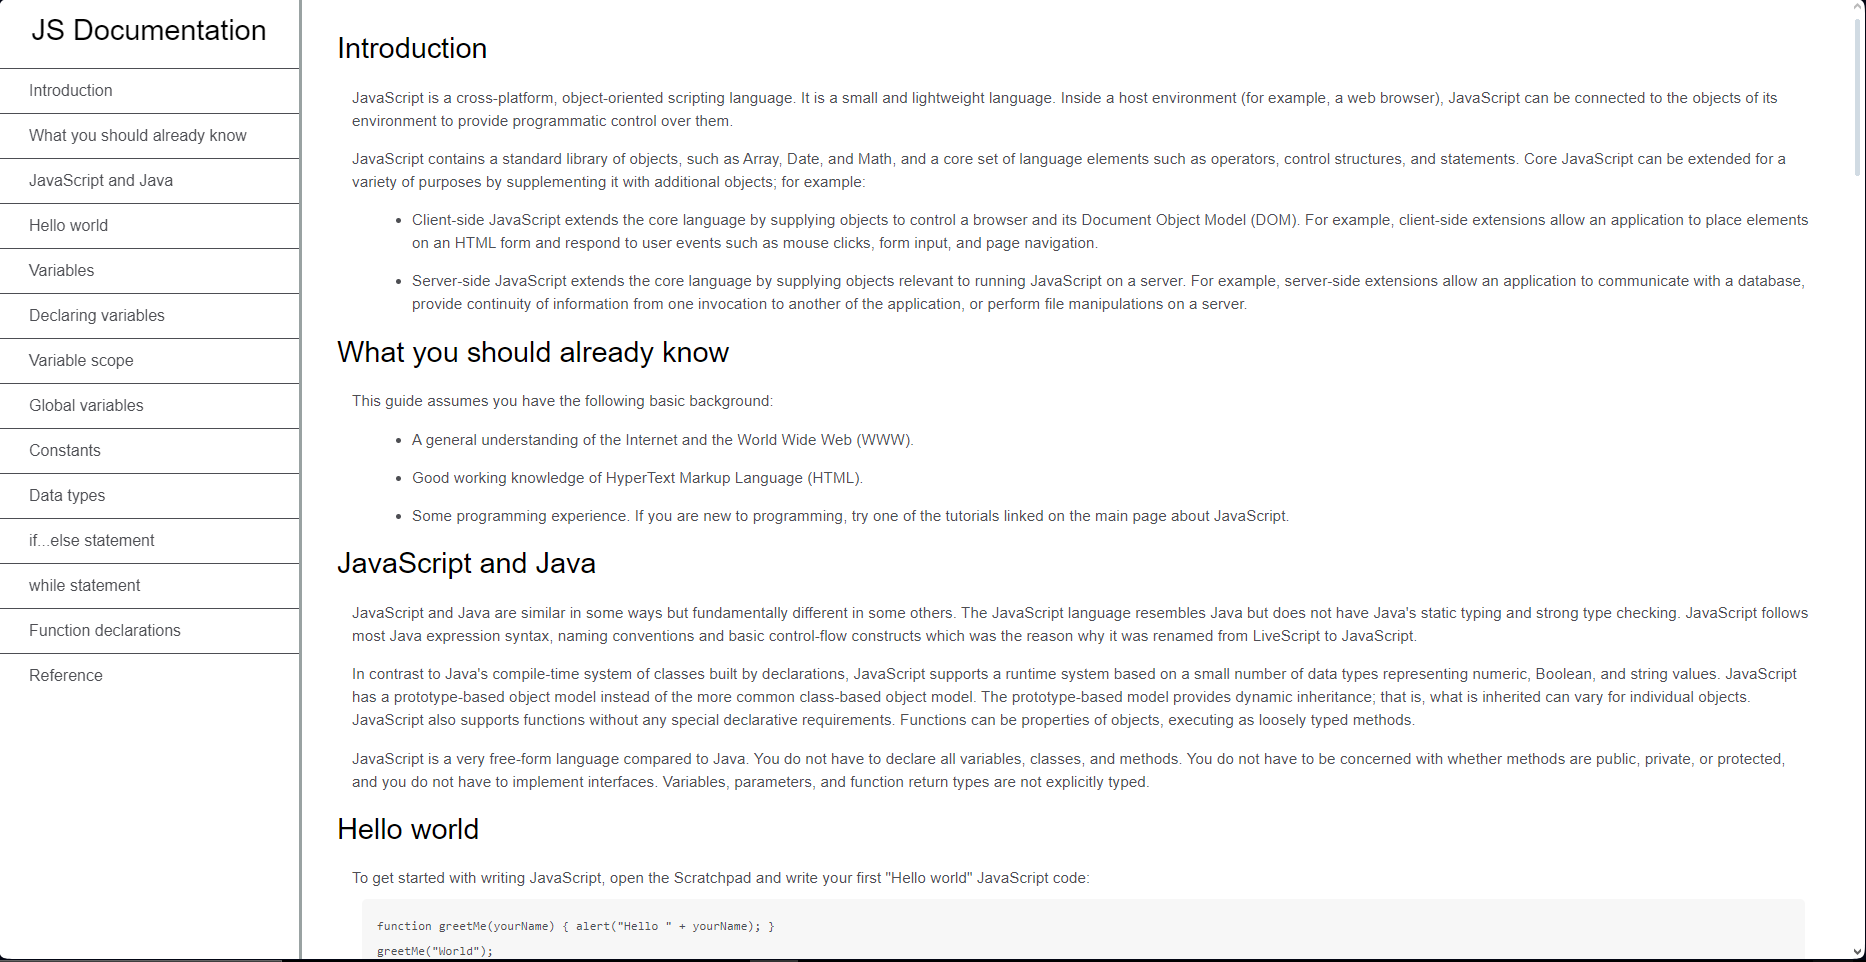 JS Documentation
Introduction
What you should already know
JavaScript and Java
Hello world
Variables
Declaring variables
Variable scope
Global variables
Constants
Data types
if...else statement
while statement
Function declarations
Reference
Introduction
JavaScript is a cross-platform, object-oriented scripting language. It is a small and lightweight language. Inside a host environment (for example, a web browser), JavaScript can be connected to the objects of its
environment to provide programmatic control over them.
JavaScript contains a standard library of objects, such as Array, Date, and Math, and a core set of language elements such as operators, control structures, and statements. Core JavaScript can be extended for a
variety of purposes by supplementing it with additional objects; for example:
• Client-side JavaScript extends the core language by supplying objects to control a browser and its Document Object Model (DOM). For example, client-side extensions allow an application to place elements
on an HTML form and respond to user events such as mouse clicks, form input, and page navigation.
• Server-side JavaScript extends the core language by supplying objects relevant to running JavaScript on a server. For example, server-side extensions allow an application to communicate with a database,
provide continuity of information from one invocation to another of the application, or perform file manipulations on a server.
What you should already know
This guide assumes you have the following basic background:
• A general understanding of the Internet and the World Wide Web (WWW).
• Good working knowledge of HyperText Markup Language (HTML).
• Some programming experience. If you are new to programming, try one of the tutorials linked on the main page about JavaScript.
JavaScript and Java
JavaScript and Java are similar in some ways but fundamentally different in some others. The JavaScript language resembles Java but does not have Java's static typing and strong type checking. JavaScript follows
most Java expression syntax, naming conventions and basic control-flow constructs which was the reason why it was renamed from LiveScript to JavaScript.
In contrast to Java's compile-time system of classes built by declarations, JavaScript supports a runtime system based on a small number of data types representing numeric, Boolean, and string values. JavaScript
has a prototype-based object model instead of the more common class-based object model. The prototype-based model provides dynamic inheritance; that is, what is inherited can vary for individual objects.
JavaScript also supports functions without any special declarative requirements. Functions can be properties of objects, executing as loosely typed methods.
JavaScript is a very free-form language compared to Java. You do not have to declare all variables, classes, and methods. You do not have to be concerned with whether methods are public, private, or protected,
and you do not have to implement interfaces. Variables, parameters, and function return types are not explicitly typed.
Hello world
To get started with writing JavaScript, open the Scratchpad and write your first "Hello world" JavaScript code:
function greetMe(yourName) { alert("Hello " + yourName); }
greetMe("World");